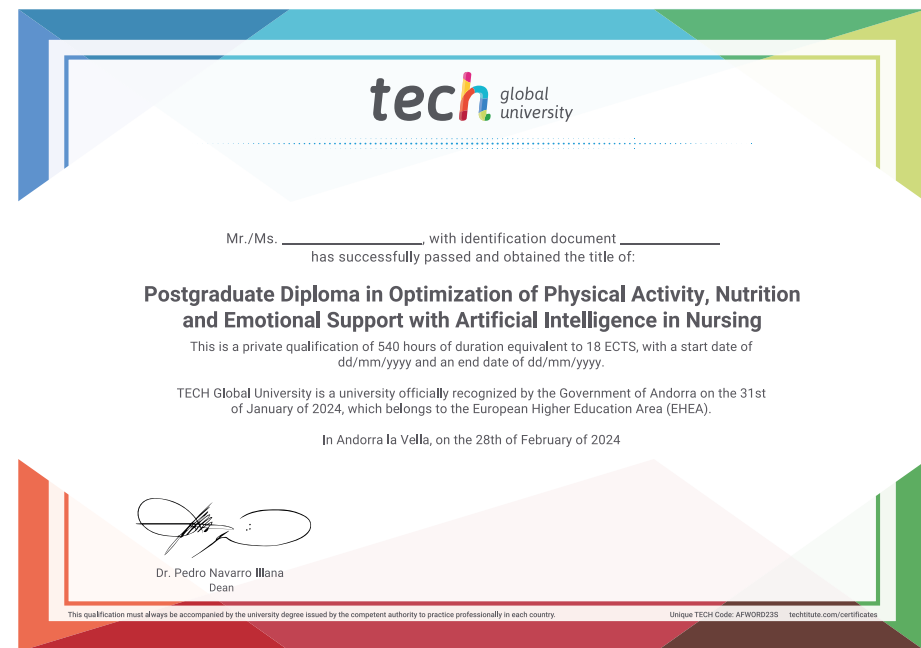 tech global
university
Mr./Ms. ____________________, with identification document ______________
has successfully passed and obtained the title of:
Postgraduate Diploma in Optimization of Physical Activity, Nutrition
and Emotional Support with Artificial Intelligence in Nursing
This is a private qualification of 540 hours of duration equivalent to 18 ECTS, with a start date of
dd/mm/yyyy and an end date of dd/mm/yyyy.
TECH Global University is a university officially recognized by the Government of Andorra on the 31st
of January of 2024, which belongs to the European Higher Education Area (EHEA).
In Andorra la Vella, on the 28th of February of 2024
Dr. Pedro Navarro Illana
Dean
This qualification must always be accompanied by the university degree issued by the competent authority to practice professionally in each country.
Unique TECH Code: AFWORD23S techtitute.com/certificates